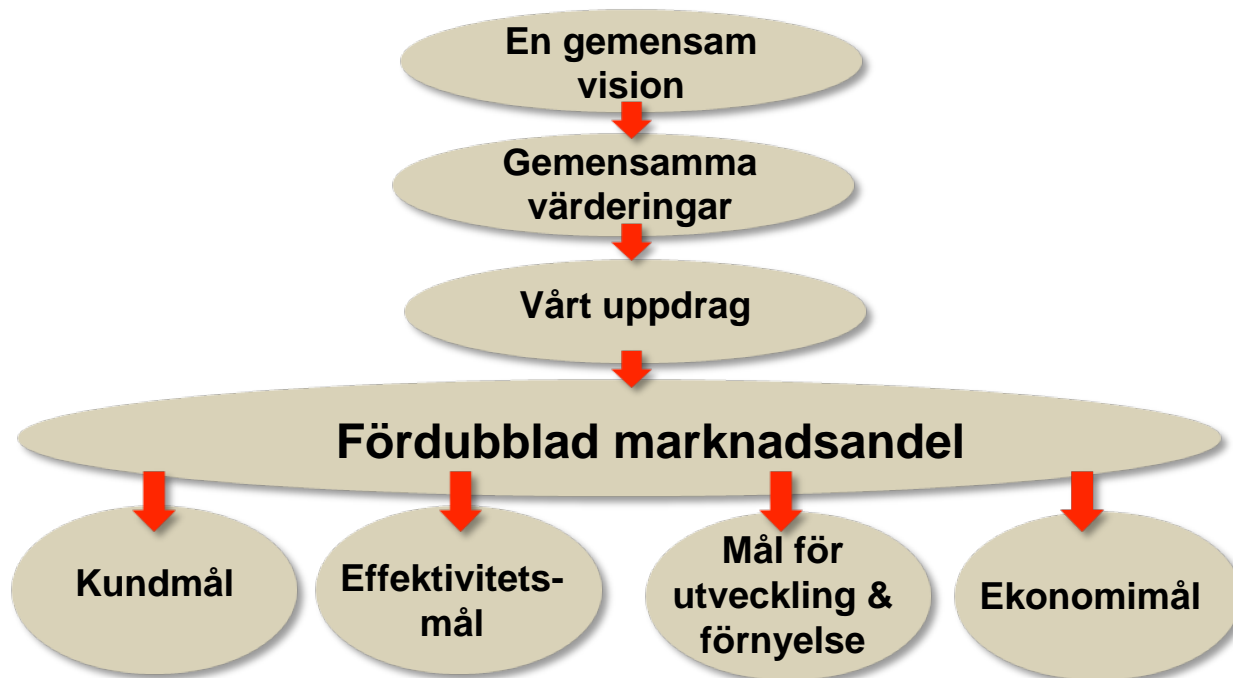 En gemensam
vision
Gemensamma
värderingar
Vårt uppdrag
Fördubblad marknadsandel
Kundmål
Effektivitets-
mål
Mål för
utveckling &
förnyelse
Ekonomimål